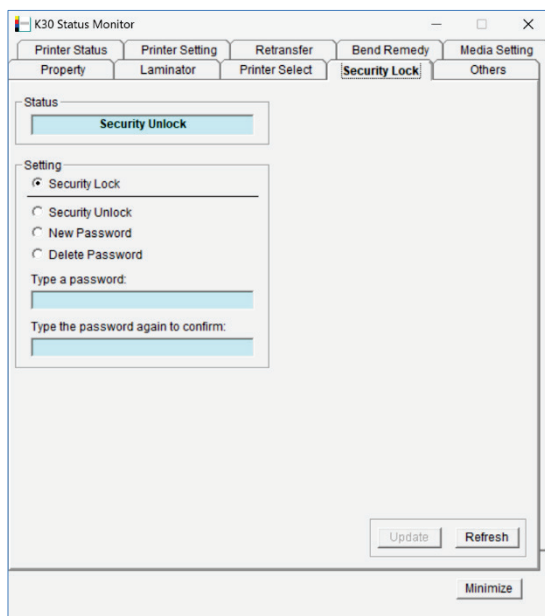 K30 Status Monitor
Printer Status Printer Setting Retransfer Bend Remedy Media Setting
Property Laminator Printer Select Security Lock Others
Status
Security Unlock
Setting
Security Lock
Security Unlock
New Password
Delete Password
Type a password:
Type the password again to confirm:
Update Refresh
Minimize